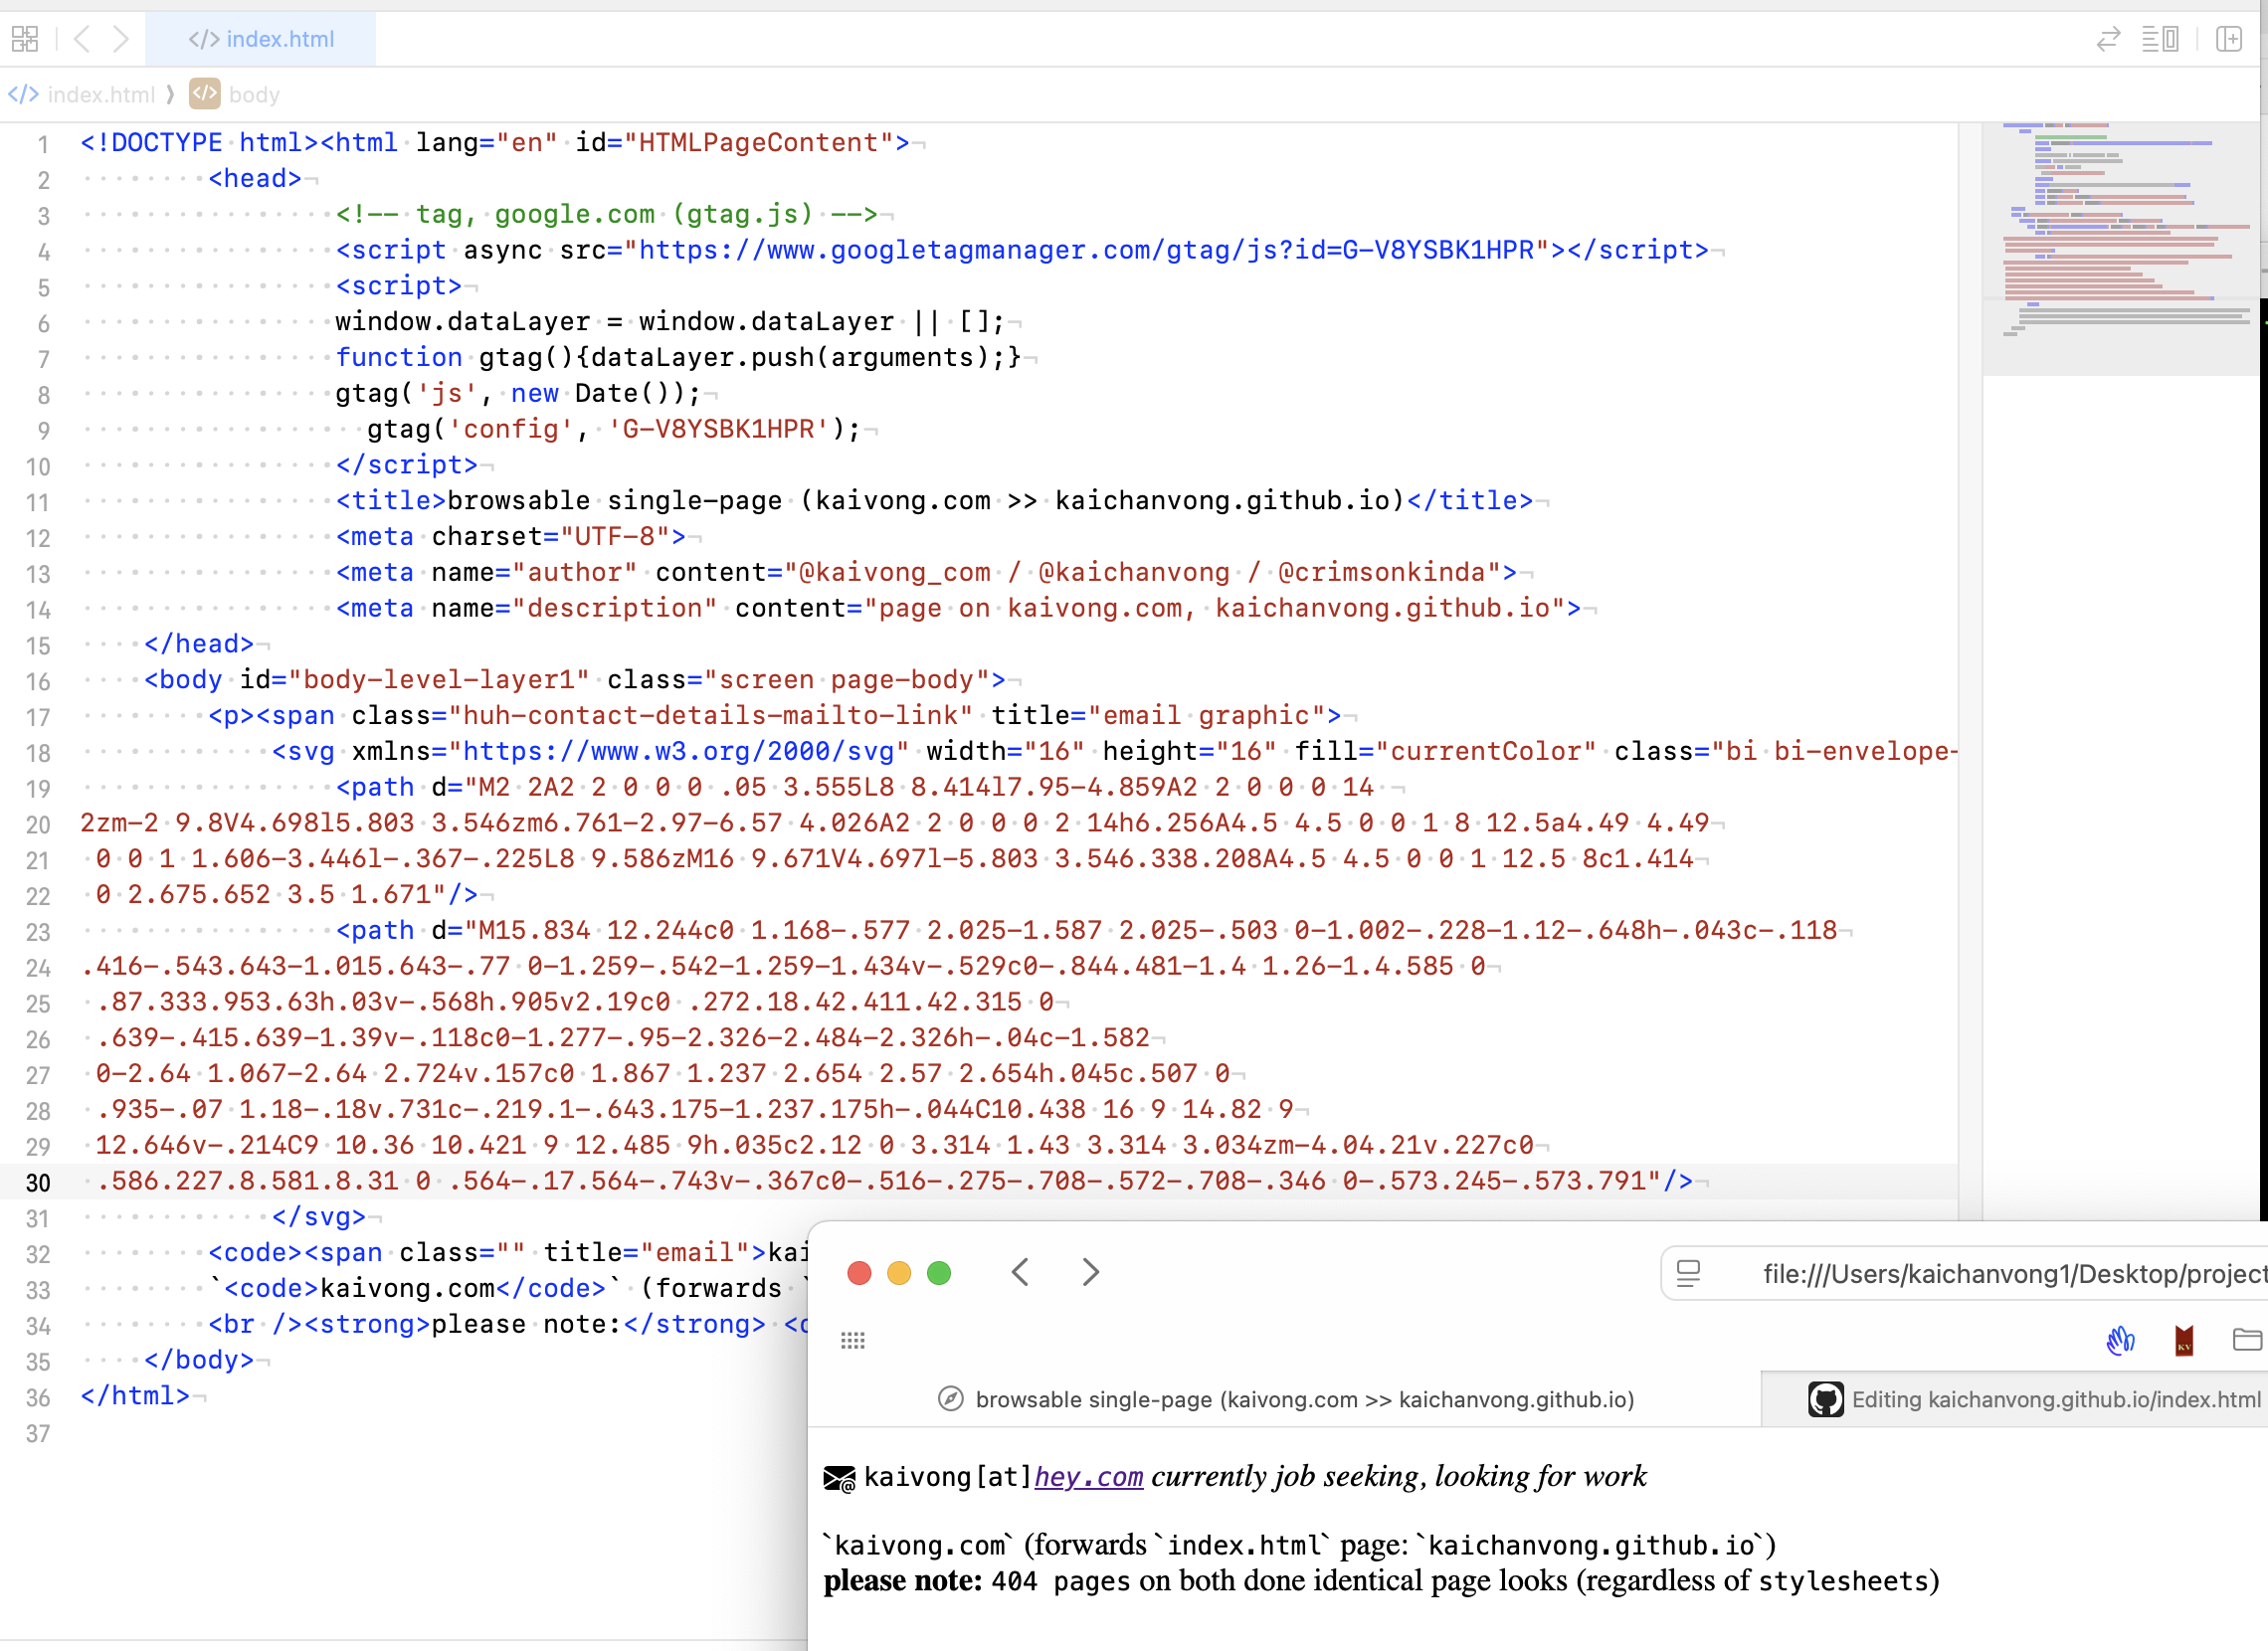 index.html
index.html ⟩ body
1 <!DOCTYPE html><html lang="en" id="HTMLPageContent">
2 <head>
3 <!-- tag, google.com (gtag.js) -->
4 <script async src="https://www.googletagmanager.com/gtag/js?id=G-V8YSBK1HPR"></script>
5 <script>
6 window.dataLayer = window.dataLayer || [];
7 function gtag(){dataLayer.push(arguments);}
8 gtag('js', new Date());
9 gtag('config', 'G-V8YSBK1HPR');
10 </script>
11 <title>browsable single-page (kaivong.com >> kaichanvong.github.io)</title>
12 <meta charset="UTF-8">
13 <meta name="author" content="@kaivong_com / @kaichanvong / @crimsonkinda">
14 <meta name="description" content="page on kaivong.com, kaichanvong.github.io">
15 </head>
16 <body id="body-level-layer1" class="screen page-body">
17 <p><span class="huh-contact-details-mailto-link" title="email graphic">
18 <svg xmlns="https://www.w3.org/2000/svg" width="16" height="16" fill="currentColor" class="bi bi-envelope-
19 <path d="M2 2A2 2 0 0 0 .05 3.555L8 8.414l7.95-4.859A2 2 0 0 0 14
20 2zm-2 9.8V4.698l5.803 3.546zm6.761-2.97-6.57 4.026A2 2 0 0 0 2 14h6.256A4.5 4.5 0 0 1 8 12.5a4.49 4.49
21 0 0 1 1.606-3.446l-.367-.225L8 9.586zM16 9.671V4.697l-5.803 3.546.338.208A4.5 4.5 0 0 1 12.5 8c1.414
22 0 2.675.652 3.5 1.671"/>
23 <path d="M15.834 12.244c0 1.168-.577 2.025-1.587 2.025-.503 0-1.002-.228-1.12-.648h-.043c-.118
24 .416-.543.643-1.015.643-.77 0-1.259-.542-1.259-1.434v-.529c0-.844.481-1.4 1.26-1.4.585 0
25 .87.333.953.63h.03v-.568h.905v2.19c0 .272.18.42.411.42.315 0
26 .639-.415.639-1.39v-.118c0-1.277-.95-2.326-2.484-2.326h-.04c-1.582
27 0-2.64 1.067-2.64 2.724v.157c0 1.867 1.237 2.654 2.57 2.654h.045c.507 0
28 .935-.07 1.18-.18v.731c-.219.1-.643.175-1.237.175h-.044C10.438 16 9 14.82 9
29 12.646v-.214C9 10.36 10.421 9 12.485 9h.035c2.12 0 3.314 1.43 3.314 3.034zm-4.04.21v.227c0
30 .586.227.8.581.8.31 0 .564-.17.564-.743v-.367c0-.516-.275-.708-.572-.708-.346 0-.573.245-.573.791"/>
31 </svg>
32 <code><span class="" title="email">kai
33 `<code>kaivong.com</code>` (forwards `
34 <br /><strong>please note:</strong> <c
35 </body>
36 </html>
37
file:///Users/kaichanvong1/Desktop/project
KV
browsable single-page (kaivong.com >> kaichanvong.github.io)
Editing kaichanvong.github.io/index.html
kaivong[at]hey.com currently job seeking, looking for work
`kaivong.com` (forwards `index.html` page: `kaichanvong.github.io`)
please note: 404 pages on both done identical page looks (regardless of stylesheets)